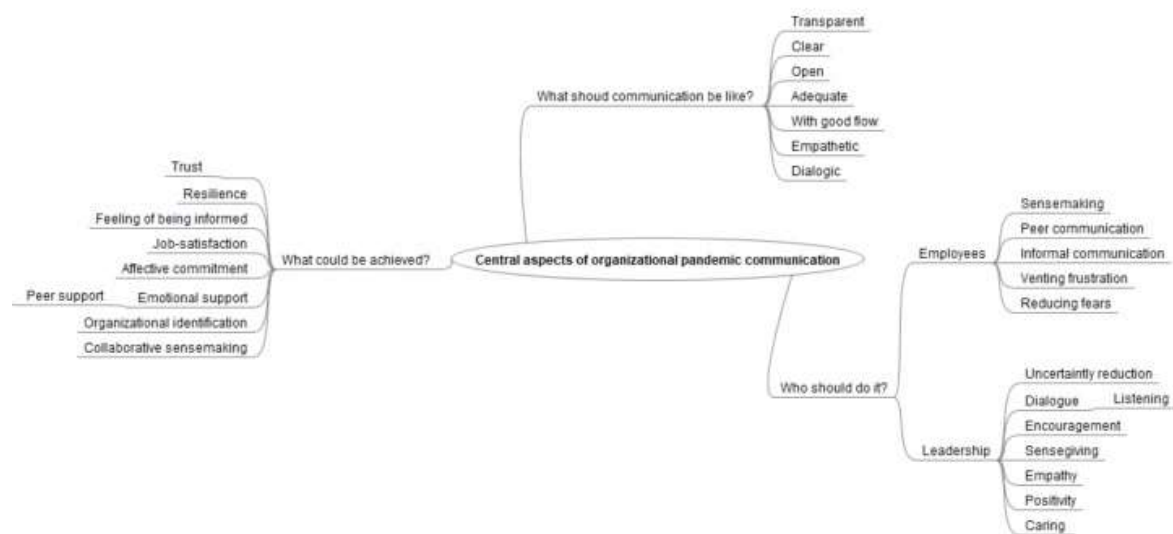 Central aspects of organizational pandemic communication
What shoud communication be like?
Transparent
Clear
Open
Adequate
With good flow
Empathetic
Dialogic
What could be achieved?
Trust
Resilience
Feeling of being informed
Job-satisfaction
Affective commitment
Emotional support
Peer support
Organizational identification
Collaborative sensemaking
Who should do it?
Employees
Sensemaking
Peer communication
Informal communication
Venting frustration
Reducing fears
Leadership
Uncertaintly reduction
Dialogue
Listening
Encouragement
Sensegiving
Empathy
Positivity
Caring